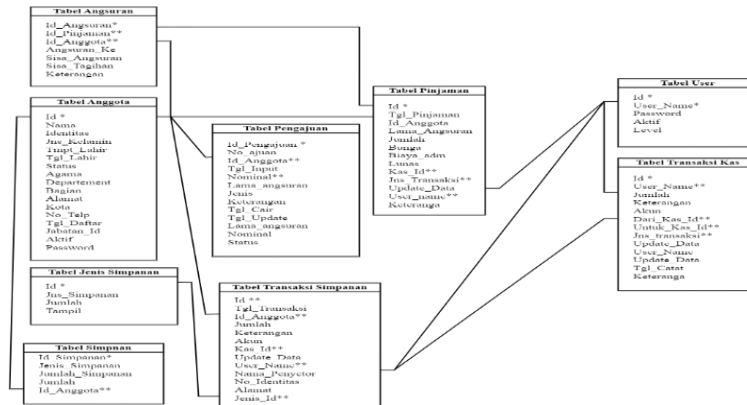 Tabel Angsuran
Id_Angsuran*
Id_Pinjaman**
Id_Anggota**
Angsuran_Ke
Sisa_Angsuran
Sisa_Tagihan
Keterangan
Tabel Anggota
Id *
Nama
Identitas
Jns_Kelamin
Tmpt_Lahir
Tgl_Lahir
Status
Agama
Departement
Bagian
Alamat
Kota
No_Telp
Tgl_Daftar
Jabatan_Id
Aktif
Password
Tabel Jenis Simpanan
Id *
Jns_Simpanan
Jumlah
Tampil
Tabel Simpnan
Id_Simpanan*
Jenis_Simpanan
Jumlah_Simpanan
Jumlah
Id_Anggota**
Tabel Pengajuan
Id_Pengajuan *
No_ajuan
Id_Anggota**
Tgl_Input
Nominal**
Lama_angsuran
Jenis
Keterangan
Tgl_Cair
Tgl_Update
Lama_angsuran
Nominal
Status
Tabel Transaksi Simpanan
Id **
Tgl_Transaksi
Id_Anggota**
Jumlah
Keterangan
Akun
Kas_Id**
Update_Data
User_Name**
Nama_Penyetor
No_Identitas
Alamat
Jenis_Id**
Tabel Pinjaman
Id *
Tgl_Pinjaman
Id_Anggota
Lama_Angsuran
Jumlah
Bunga
Biaya_adm
Lunas
Kas_Id**
Jns_Transaksi**
Update_Data
User_name**
Keteranga
Tabel User
Id *
User_Name*
Password
Aktif
Level
Tabel Transaksi Kas
Id *
User_Name**
Jumlah
Keterangan
Akun
Dari_Kas_Id**
Untuk_Kas_Id**
Jns_transaksi**
Update_Data
User_Name
Update_Data
Tgl_Catat
Keteranga